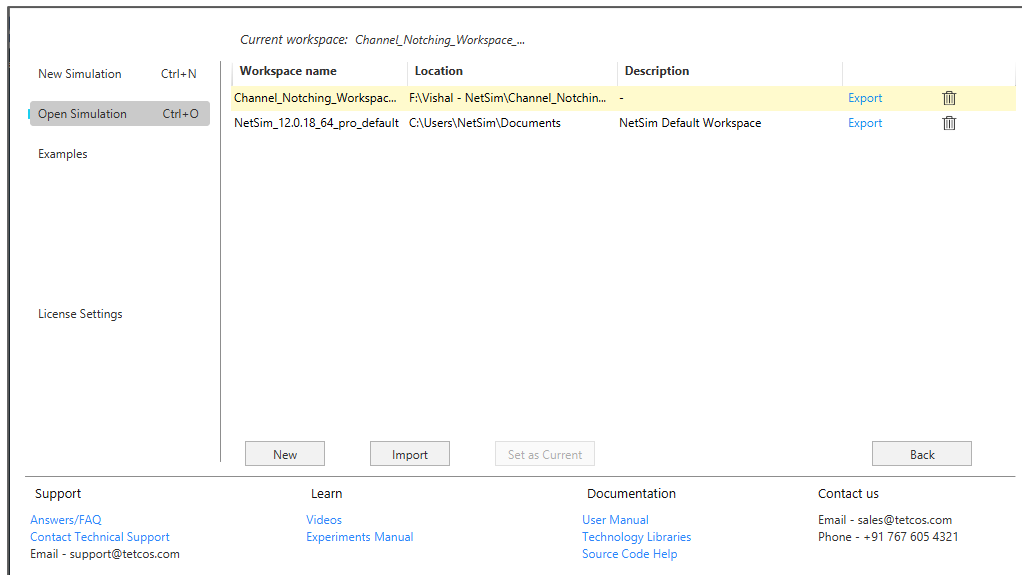 Current workspace: Channel_Notching_Workspace_...
New Simulation Ctrl+N
Open Simulation Ctrl+O
Examples
License Settings
Workspace name Location Description
Channel_Notching_Workspac... F:\Vishal - NetSim\Channel_Notchin... - Export
NetSim_12.0.18_64_pro_default C:\Users\NetSim\Documents NetSim Default Workspace Export
New Import Set as Current Back
Support Learn Documentation Contact us
Answers/FAQ Videos User Manual Email - sales@tetcos.com
Contact Technical Support Experiments Manual Technology Libraries Phone - +91 767 605 4321
Email - support@tetcos.com Source Code Help